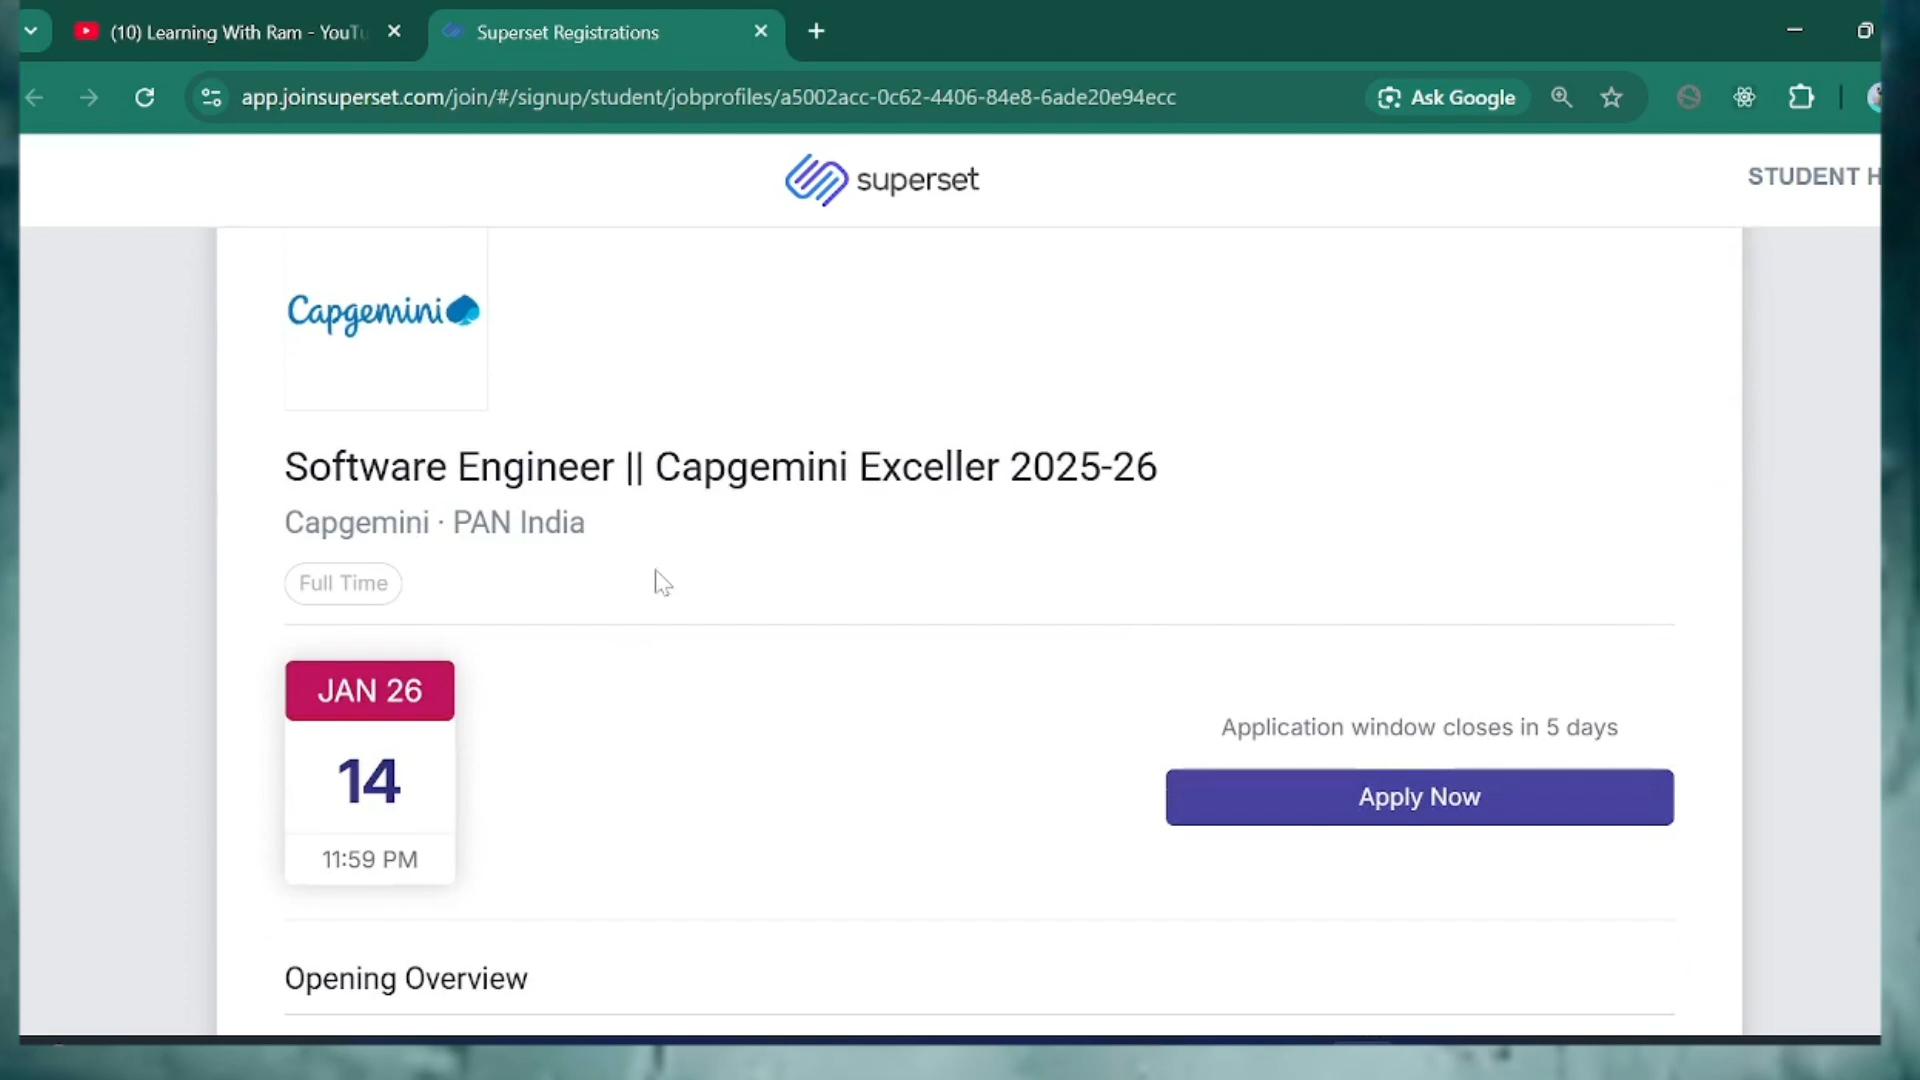 (10) Learning With Ram - YouTu
Superset Registrations
app.joinsuperset.com/join/#/signup/student/jobprofiles/a5002acc-0c62-4406-84e8-6ade20e94ecc
Ask Google
superset
STUDENT H
Capgemini
Software Engineer || Capgemini Exceller 2025-26
Capgemini · PAN India
Full Time
JAN 26
14
11:59 PM
Application window closes in 5 days
Apply Now
Opening Overview